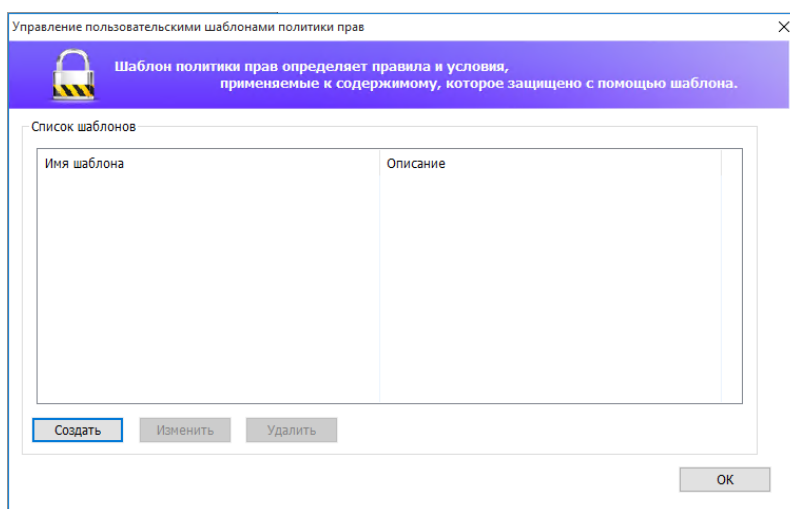 Управление пользовательскими шаблонами политики прав
Шаблон политики прав определяет правила и условия,
применяемые к содержимому, которое защищено с помощью шаблона.
Список шаблонов
Имя шаблона Описание
Создать Изменить Удалить
ОК